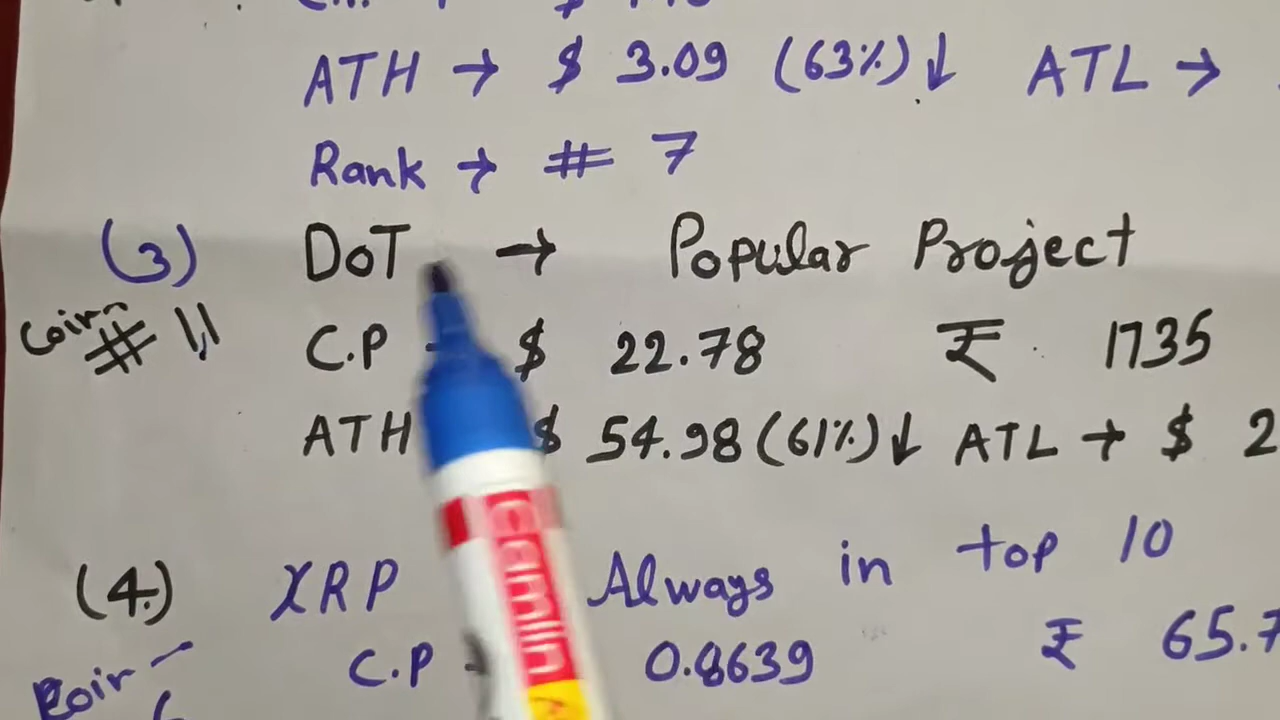 ATH → $ 3.09 (63%)↓ ATL →
Rank → # 7
(3) DOT → Popular Project
Coin # 11
C.P $ 22.78 ₹ 1735
ATH $ 54.98 (61%)↓ ATL → $ 2
(4.) XRP Always in top 10
C.P 0.8639 ₹ 65.7
camlin